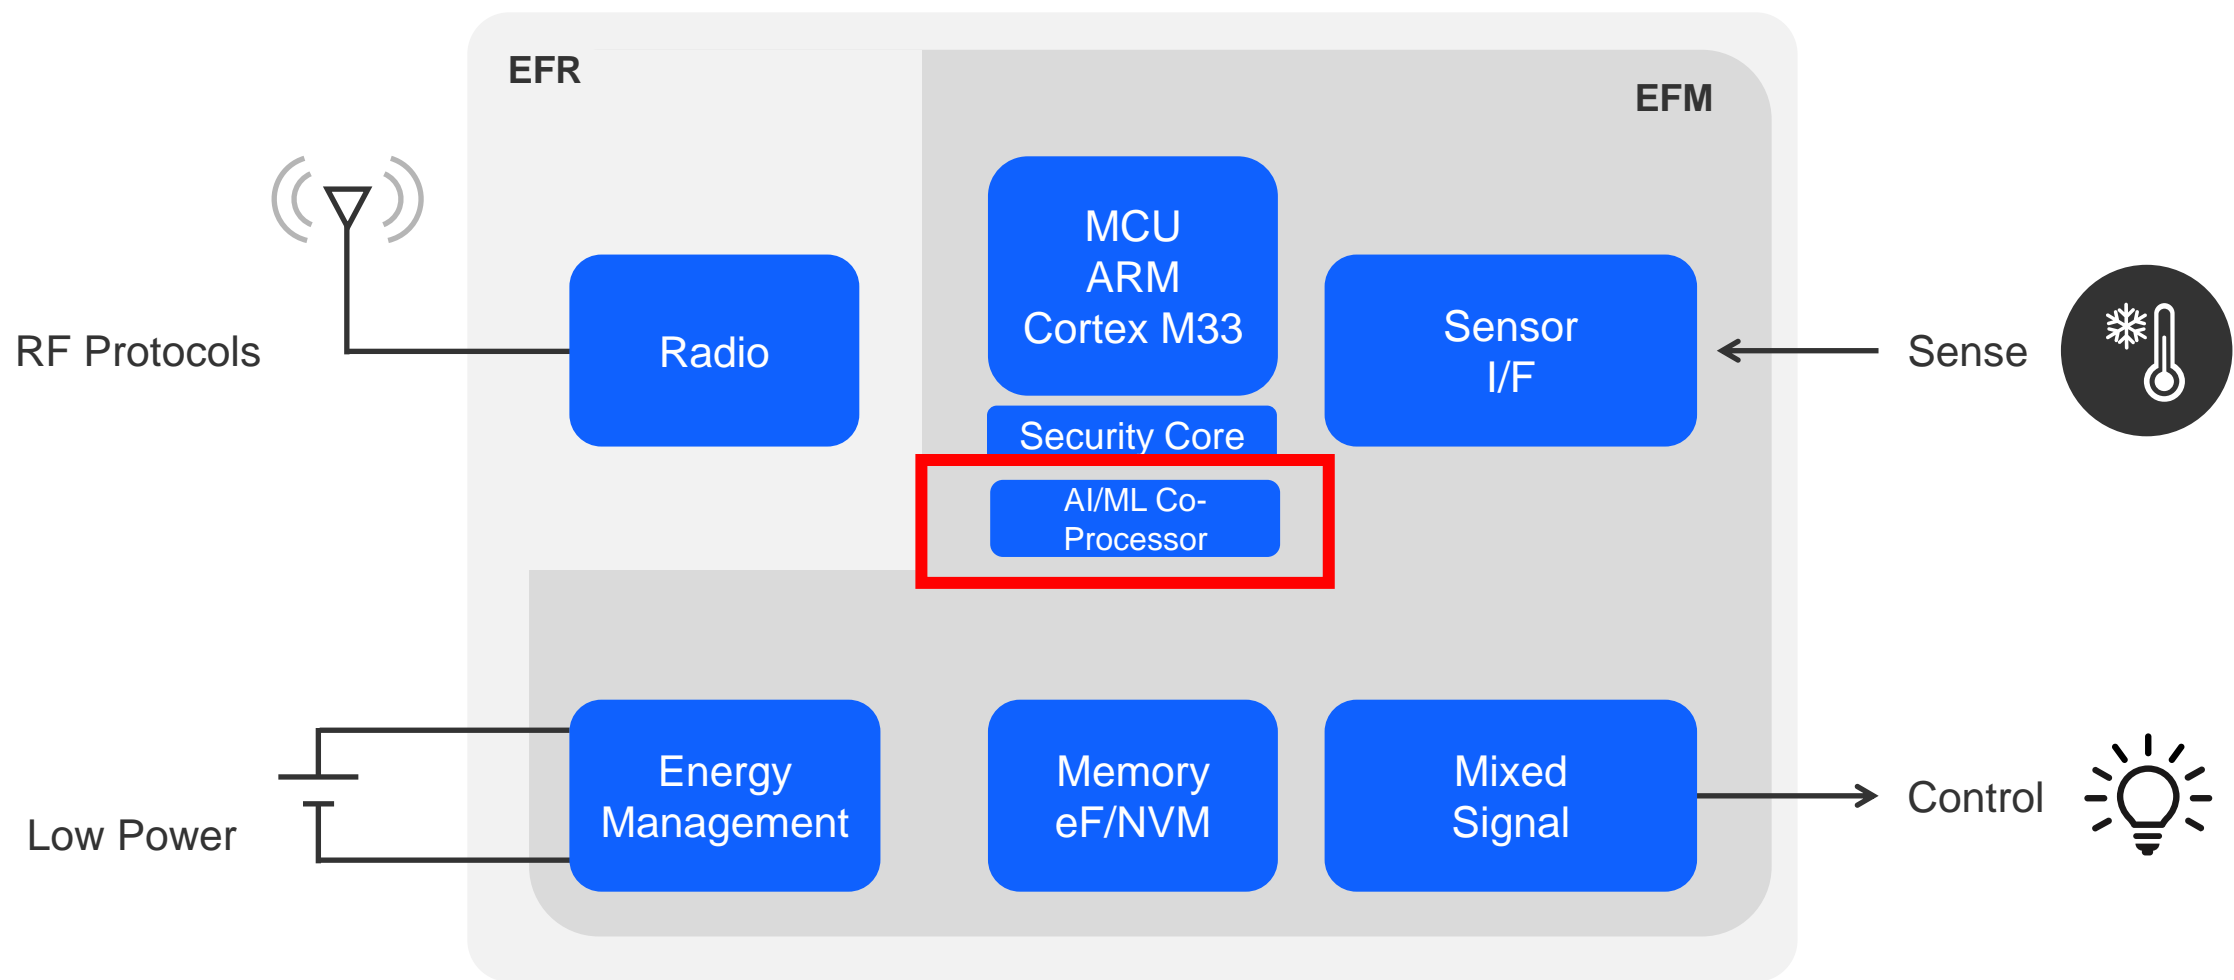 EFR
EFM
RF Protocols
Radio
MCU
ARM
Cortex M33
Security Core
AI/ML Co-
Processor
Sensor
I/F
Sense
Low Power
Energy
Management
Memory
eF/NVM
Mixed
Signal
Control